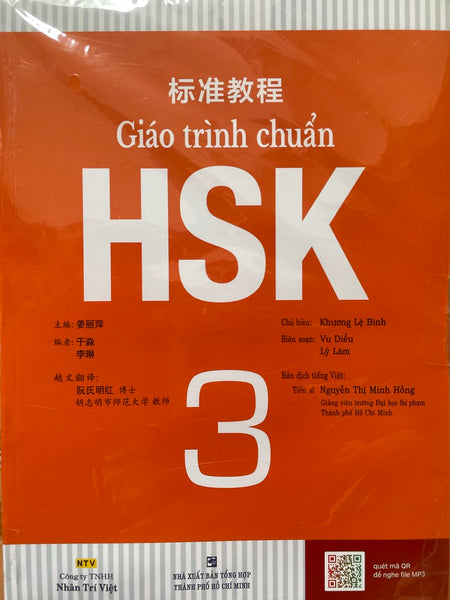 标准教程
Giáo trình chuẩn
HSK
主编: 姜丽萍
编者: 于淼
李琳
越文翻译:
阮氏明红 博士
胡志明市师范大学 教师
Chủ biên: Khương Lệ Bình
Biên soạn: Vu Diểu
Lý Lâm
Bản dịch tiếng Việt:
Tiến sĩ Nguyễn Thị Minh Hồng
Giảng viên trường Đại học Sư phạm
Thành phố Hồ Chí Minh
3
NTV
Công ty TNHH
Nhân Trí Việt
NHÀ XUẤT BẢN TỔNG HỢP
THÀNH PHỐ HỒ CHÍ MINH
quét mã QR
để nghe file MP3